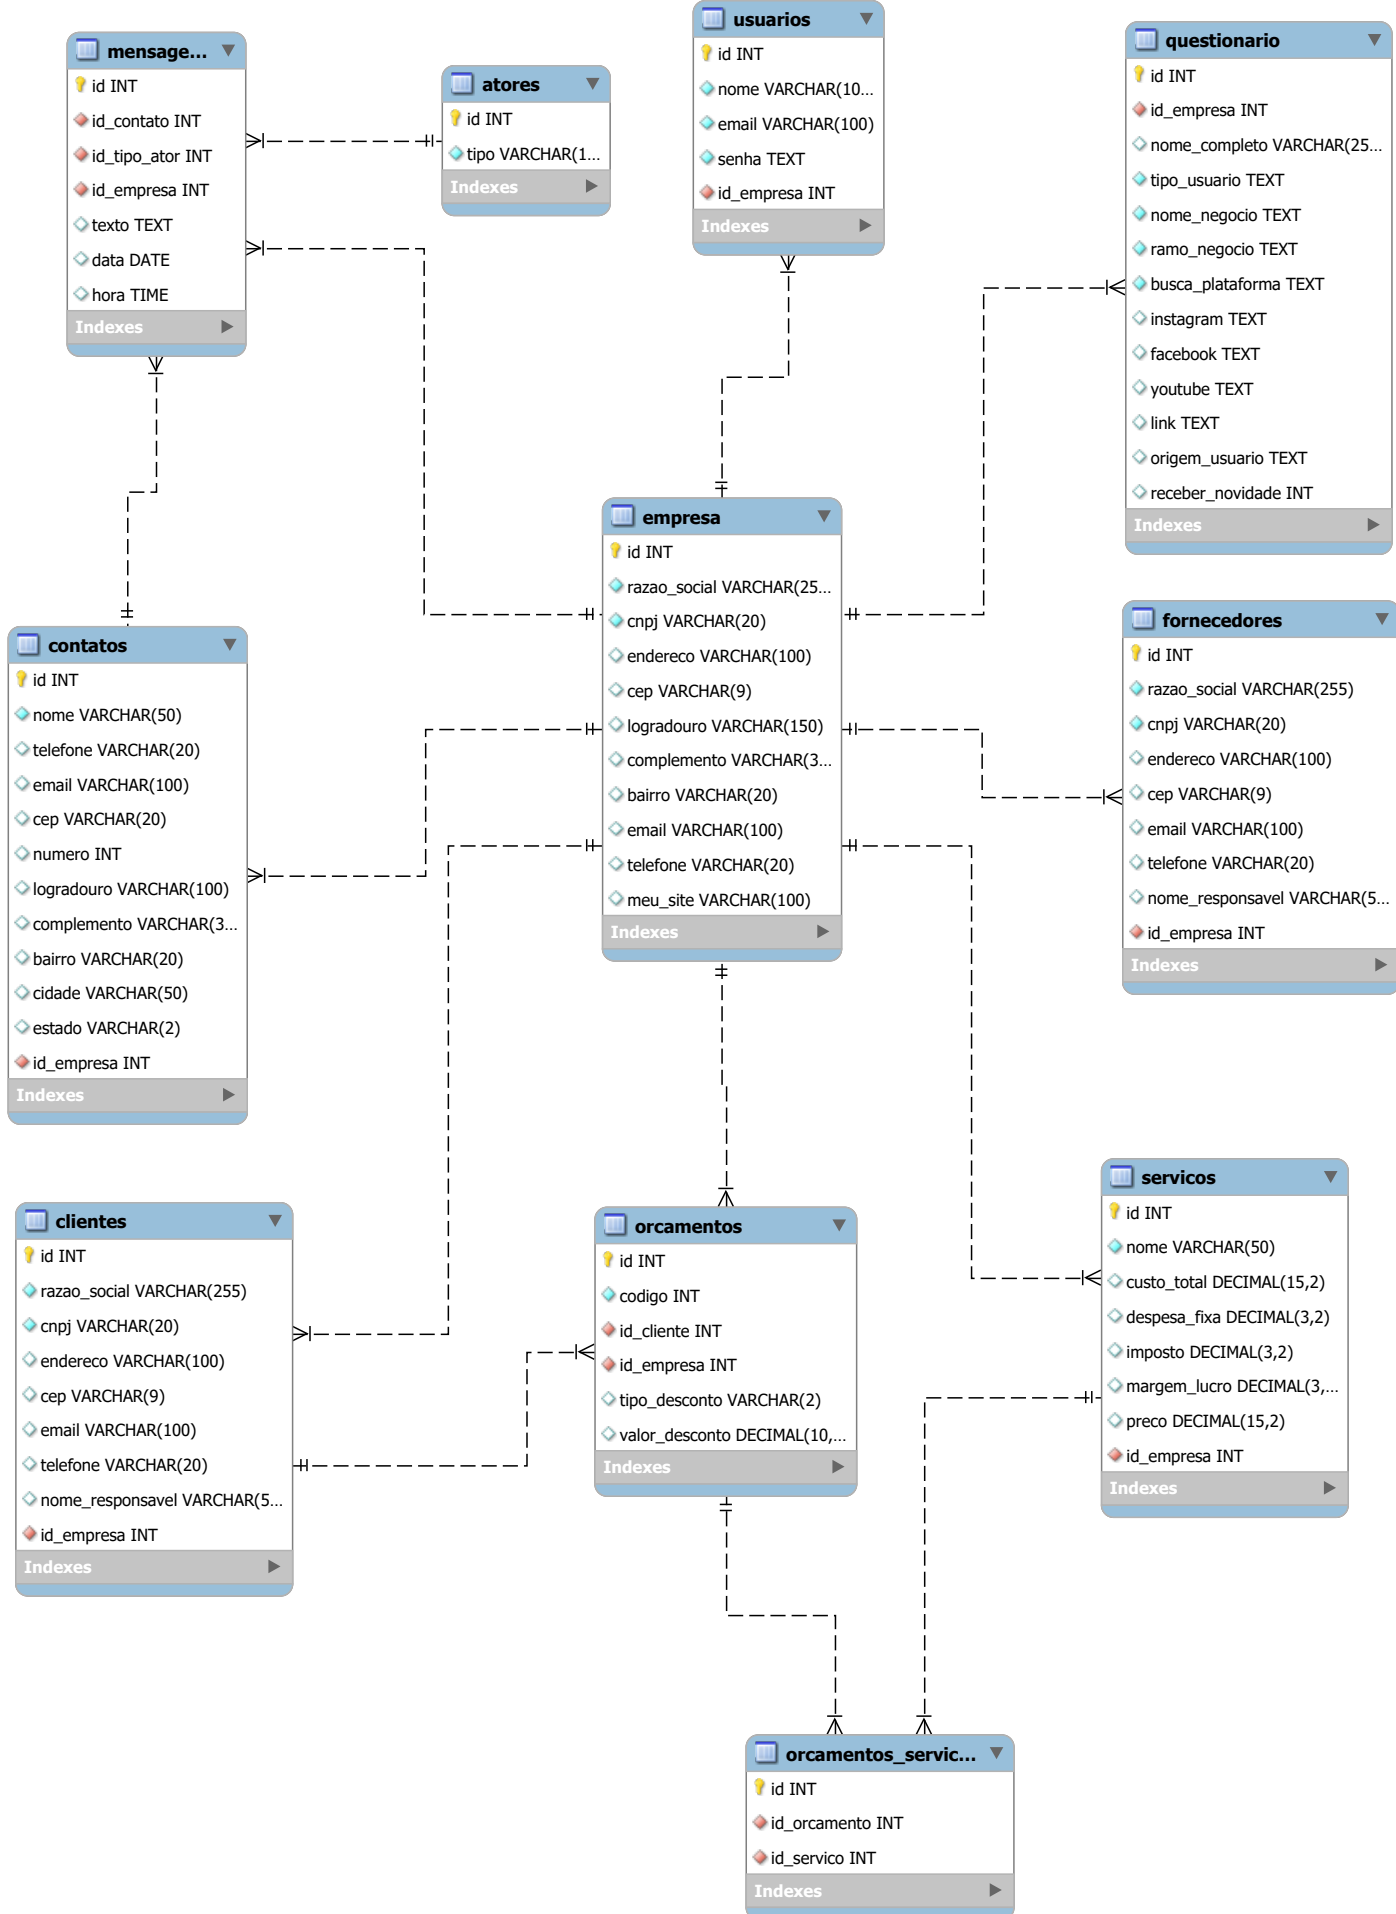 mensage...
id INT
id_contato INT
id_tipo_ator INT
id_empresa INT
texto TEXT
data DATE
hora TIME
Indexes
atores
id INT
tipo VARCHAR(1...
Indexes
usuarios
id INT
nome VARCHAR(10...
email VARCHAR(100)
senha TEXT
id_empresa INT
Indexes
questionario
id INT
id_empresa INT
nome_completo VARCHAR(25...
tipo_usuario TEXT
nome_negocio TEXT
ramo_negocio TEXT
busca_plataforma TEXT
instagram TEXT
facebook TEXT
youtube TEXT
link TEXT
origem_usuario TEXT
receber_novidade INT
Indexes
empresa
id INT
razao_social VARCHAR(25...
cnpj VARCHAR(20)
endereco VARCHAR(100)
cep VARCHAR(9)
logradouro VARCHAR(150)
complemento VARCHAR(3...
bairro VARCHAR(20)
email VARCHAR(100)
telefone VARCHAR(20)
meu_site VARCHAR(100)
Indexes
fornecedores
id INT
razao_social VARCHAR(255)
cnpj VARCHAR(20)
endereco VARCHAR(100)
cep VARCHAR(9)
email VARCHAR(100)
telefone VARCHAR(20)
nome_responsavel VARCHAR(5...
id_empresa INT
Indexes
contatos
id INT
nome VARCHAR(50)
telefone VARCHAR(20)
email VARCHAR(100)
cep VARCHAR(20)
numero INT
logradouro VARCHAR(100)
complemento VARCHAR(3...
bairro VARCHAR(20)
cidade VARCHAR(50)
estado VARCHAR(2)
id_empresa INT
Indexes
clientes
id INT
razao_social VARCHAR(255)
cnpj VARCHAR(20)
endereco VARCHAR(100)
cep VARCHAR(9)
email VARCHAR(100)
telefone VARCHAR(20)
nome_responsavel VARCHAR(5...
id_empresa INT
Indexes
orcamentos
id INT
codigo INT
id_cliente INT
id_empresa INT
tipo_desconto VARCHAR(2)
valor_desconto DECIMAL(10,...
Indexes
servicos
id INT
nome VARCHAR(50)
custo_total DECIMAL(15,2)
despesa_fixa DECIMAL(3,2)
imposto DECIMAL(3,2)
margem_lucro DECIMAL(3,...
preco DECIMAL(15,2)
id_empresa INT
Indexes
orcamentos_servic...
id INT
id_orcamento INT
id_servico INT
Indexes